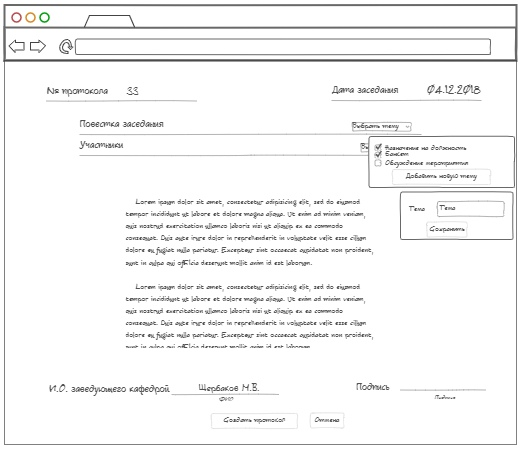 № протокола 33 Дата заседания 04.12.2018
Повестка заседания Выбрать тему
Участники Вы
Назначение на должность
Банкет
Обсуждение мероприятия
Добавить новую тему
Тема Тема
Сохранить
Lorem ipsum dolor sit amet, consectetur adipisicing elit, sed do eiusmod
tempor incididunt ut labore et dolore magna aliqua. Ut enim ad minim veniam,
quis nostrud exercitation ullamco laboris nisi ut aliquip ex ea commodo
consequat. Duis aute irure dolor in reprehenderit in voluptate velit esse cillum
dolore eu fugiat nulla pariatur. Excepteur sint occaecat cupidatat non proident,
sunt in culpa qui officia deserunt mollit anim id est laborum.
Lorem ipsum dolor sit amet, consectetur adipisicing elit, sed do eiusmod
tempor incididunt ut labore et dolore magna aliqua. Ut enim ad minim veniam,
quis nostrud exercitation ullamco laboris nisi ut aliquip ex ea commodo
consequat. Duis aute irure dolor in reprehenderit in voluptate velit esse cillum
dolore eu fugiat nulla pariatur. Excepteur sint occaecat cupidatat non proident,
sunt in culpa qui officia deserunt mollit anim id est laborum.
И.О. заведующего кафедрой Щербаков М.В. Подпись
ФИО Подпись
Создать протокол Отмена